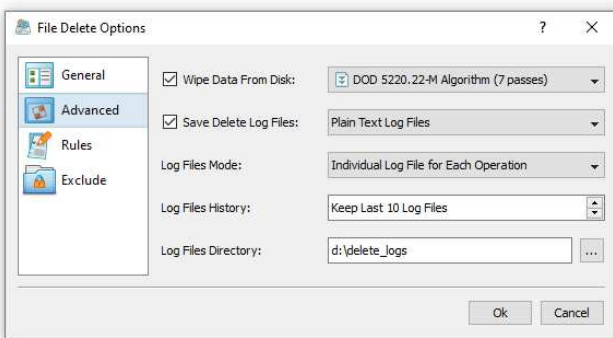 File Delete Options
General
Advanced
Rules
Exclude
Wipe Data From Disk: DOD 5220.22-M Algorithm (7 passes)
Save Delete Log Files: Plain Text Log Files
Log Files Mode: Individual Log File for Each Operation
Log Files History: Keep Last 10 Log Files
Log Files Directory: d:\delete_logs ...
Ok Cancel